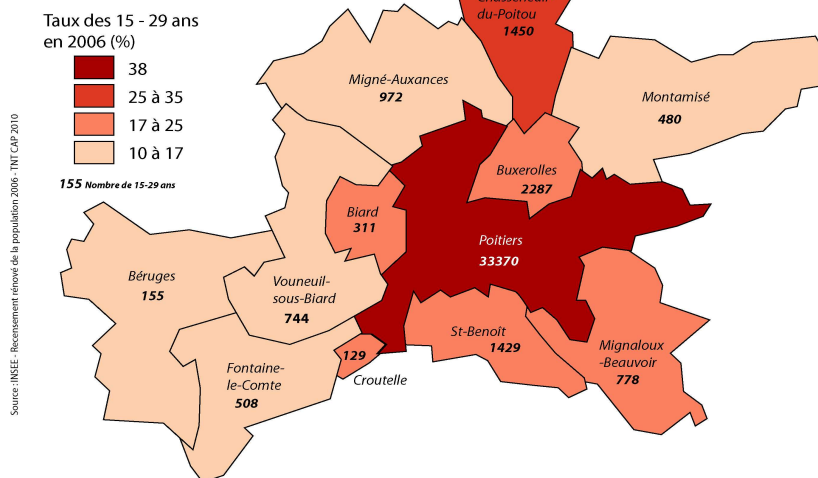 Taux des 15 - 29 ans
en 2006 (%)
38
25 à 35
17 à 25
10 à 17
155 Nombre de 15-29 ans
Source : INSEE - Recensement rénové de la population 2006 - TNT CAP 2010
du-Poitou
1450
Migné-Auxances
972
Montamisé
480
Buxerolles
2287
Biard
311
Poitiers
33370
Béruges
155
Vouneuil-
sous-Biard
744
St-Benoît
1429
Mignaloux
-Beauvoir
778
129
Croutelle
Fontaine-
le-Comte
508